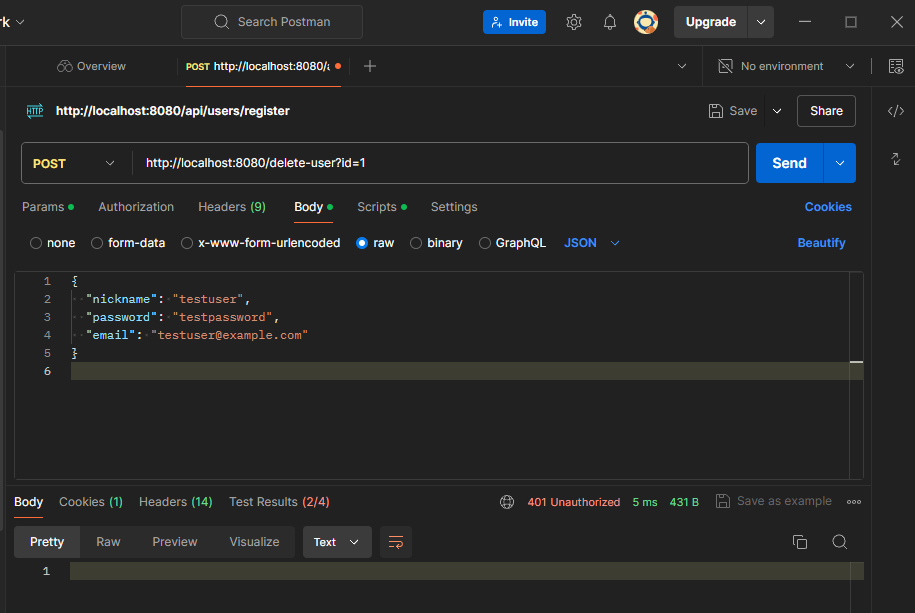 rk
Search Postman
Invite
Upgrade
Overview
POST http://localhost:8080/a
No environment
HTTP
http://localhost:8080/api/users/register
Save
Share
POST
http://localhost:8080/delete-user?id=1
Send
Params
Authorization
Headers (9)
Body
Scripts
Settings
Cookies
none
form-data
x-www-form-urlencoded
raw
binary
GraphQL
JSON
Beautify
1 {
2 "nickname": "testuser",
3 "password": "testpassword",
4 "email": "testuser@example.com"
5 }
6
Body
Cookies (1)
Headers (14)
Test Results (2/4)
401 Unauthorized
5 ms
431 B
Save as example
Pretty
Raw
Preview
Visualize
Text
1